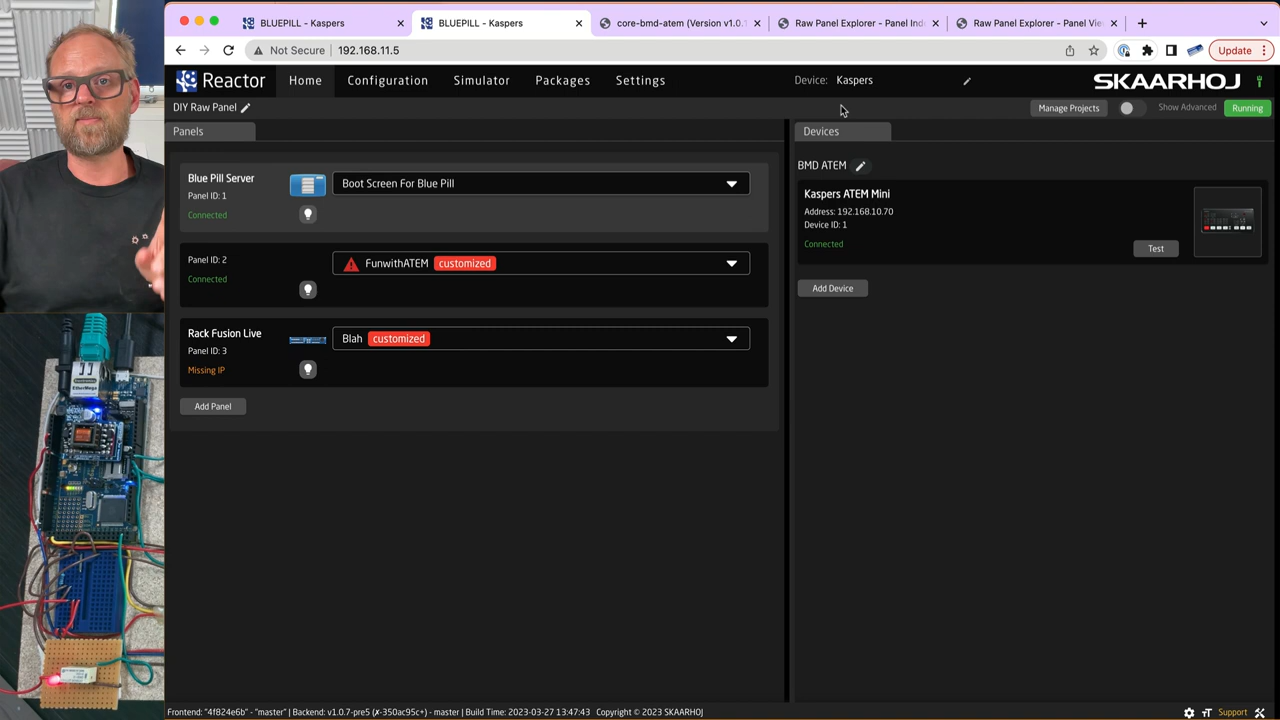 BLUEPILL - Kaspers
BLUEPILL - Kaspers
core-bmd-atem (Version v1.0.1
Raw Panel Explorer - Panel Ind
Raw Panel Explorer - Panel Vie
Not Secure
192.168.11.5
Update
Reactor
Home
Configuration
Simulator
Packages
Settings
Device:
Kaspers
SKAARHOJ
DIY Raw Panel
Manage Projects
Show Advanced
Running
Panels
Devices
Blue Pill Server
Panel ID: 1
Connected
Boot Screen For Blue Pill
Panel ID: 2
Connected
FunwithATEM
customized
Rack Fusion Live
Panel ID: 3
Missing IP
Blah
customized
Add Panel
BMD ATEM
Kaspers ATEM Mini
Address: 192.168.10.70
Device ID: 1
Connected
Test
Add Device
EtherMega
Frontend: "4f824e6b" - "master" | Backend: v1.0.7-pre5 (✗-350ac95c+) - master | Build Time: 2023-03-27 13:47:43 Copyright © 2023 SKAARHOJ
Support